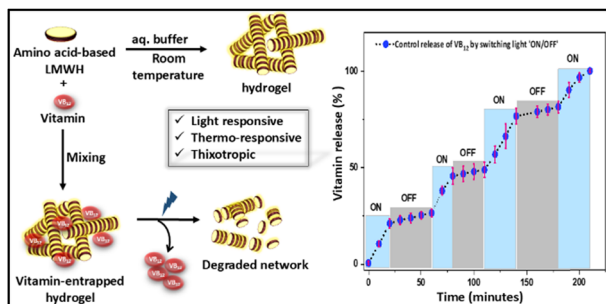 Amino acid-based
LMWH
+
VB₁₂
Vitamin
Mixing
Vitamin-entrapped
hydrogel
aq. buffer
Room
temperature
hydrogel
✓ Light responsive
✓ Thermo-responsive
✓ Thixotropic
Degraded network
Control release of VB₁₂ by switching light 'ON/OFF'
ON
OFF
ON
OFF
ON
OFF
ON
Vitamin release (%)
100
50
0
0
50
100
150
200
Time (minutes)